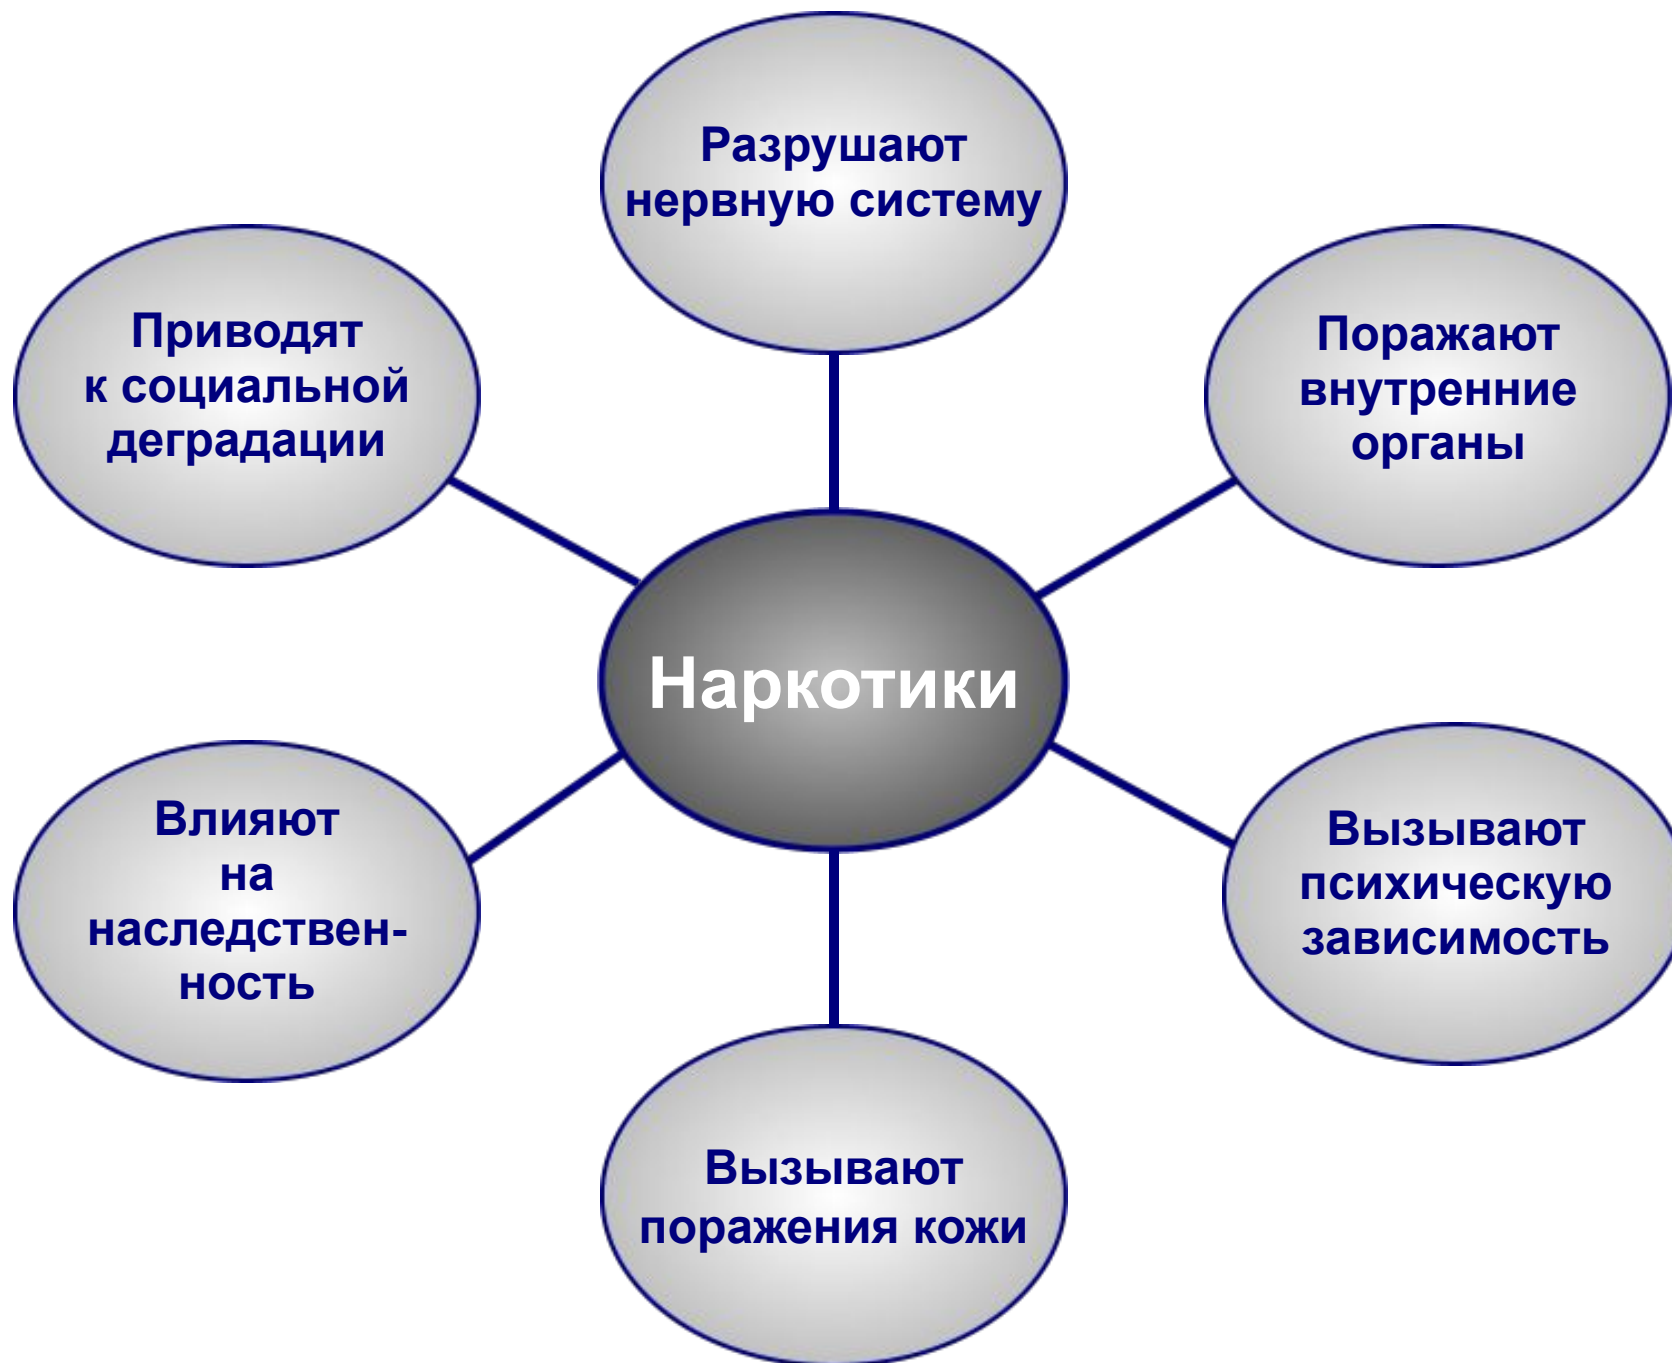 Разрушают
нервную систему
Приводят
к социальной
деградации
Поражают
внутренние
органы
Наркотики
Влияют
на
наследствен-
ность
Вызывают
психическую
зависимость
Вызывают
поражения кожи